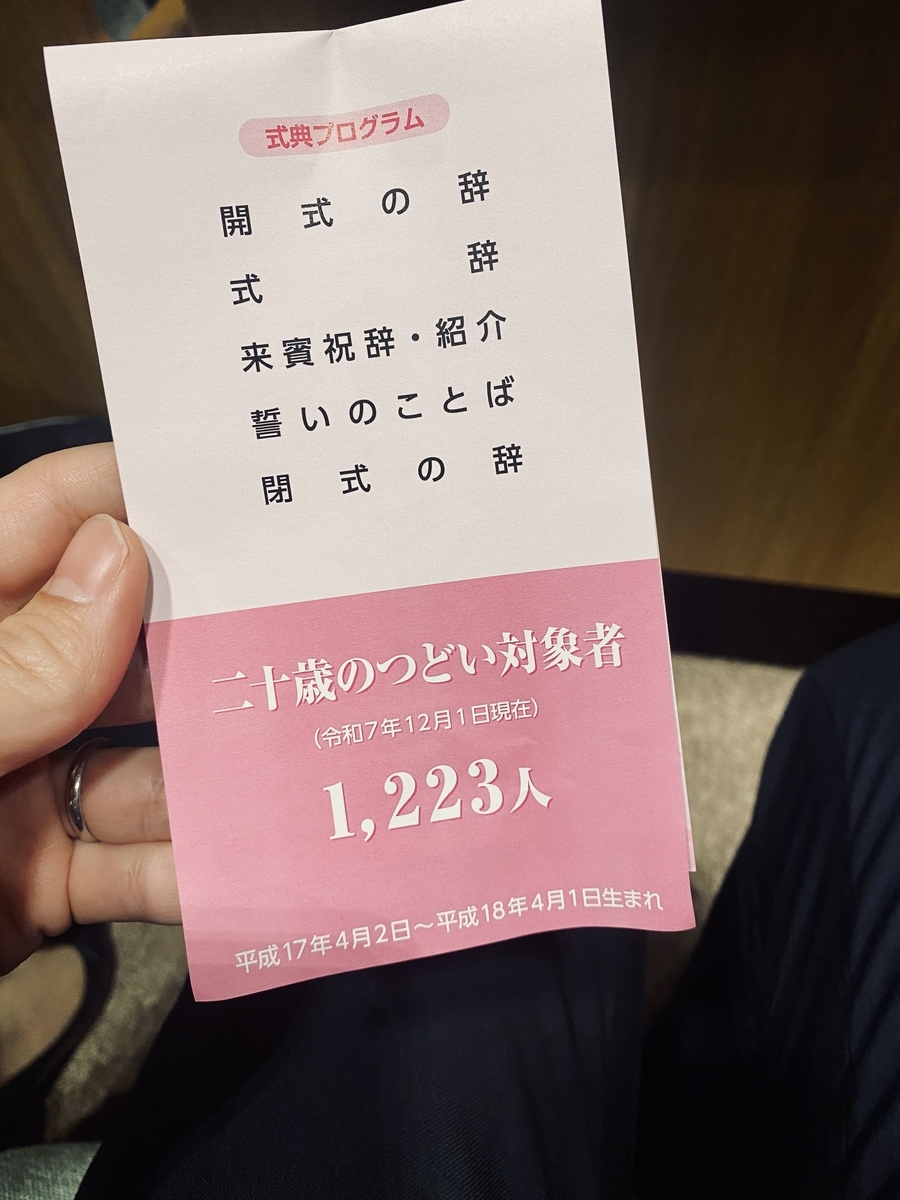 式典プログラム
開式の辞
式辞
来賓祝辞・紹介
誓いのことば
閉式の辞
二十歳のつどい対象者
(令和7年12月1日現在)
1,223人
平成17年4月2日～平成18年4月1日生まれ